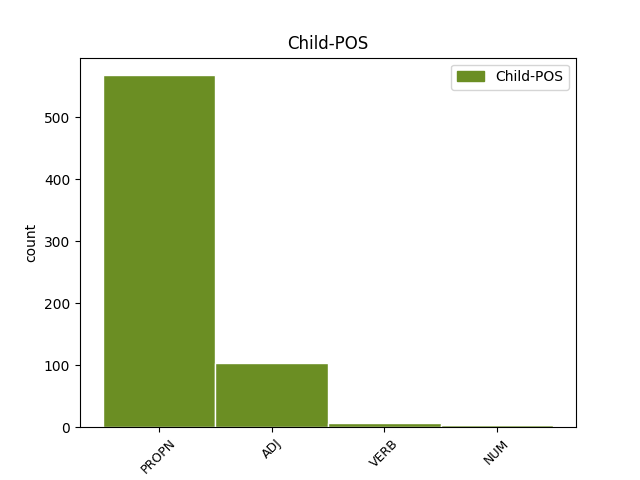 Child-POS
Child-POS
500
400
300
200
100
0
count
PROPN
ADJ
VERB
NUM